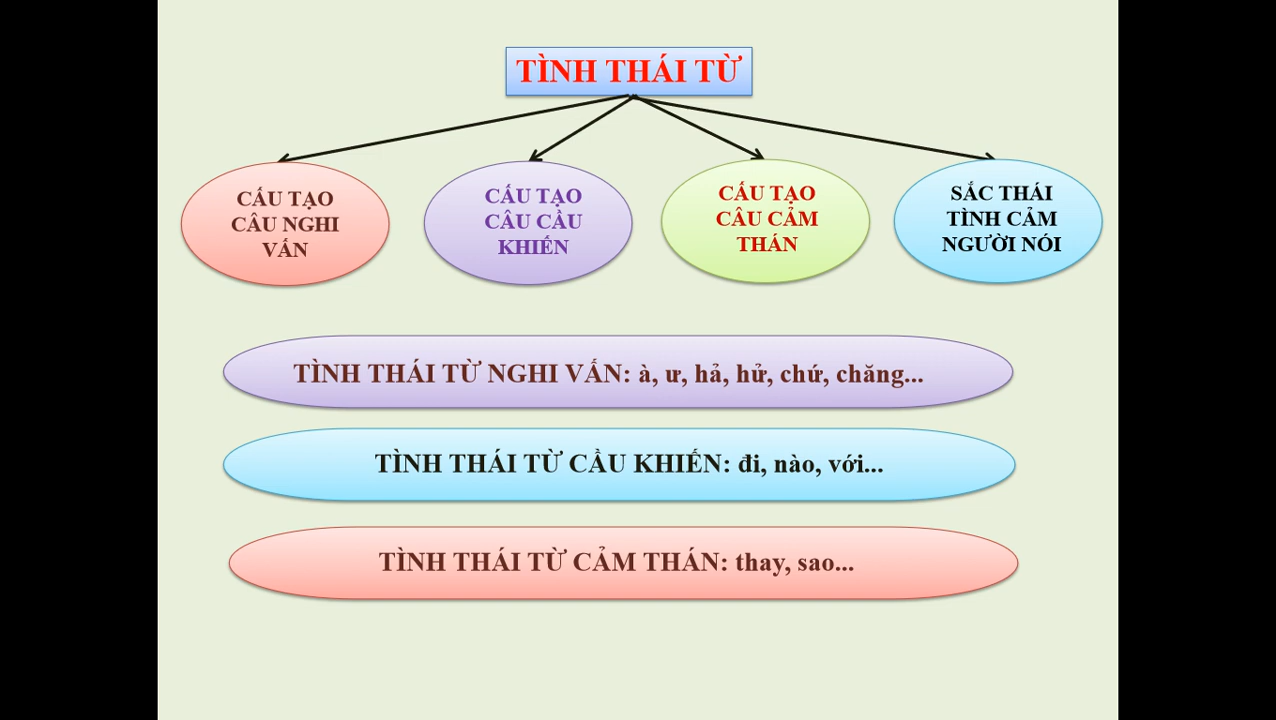 TÌNH THÁI TỪ
CẤU TẠO
CÂU NGHI
VẤN
CẤU TẠO
CÂU CẦU
KHIẾN
CẤU TẠO
CÂU CẢM
THÁN
SẮC THÁI
TÌNH CẢM
NGƯỜI NÓI
TÌNH THÁI TỪ NGHI VẤN: à, ư, hả, hử, chứ, chăng...
TÌNH THÁI TỪ CẦU KHIẾN: đi, nào, với...
TÌNH THÁI TỪ CẢM THÁN: thay, sao...